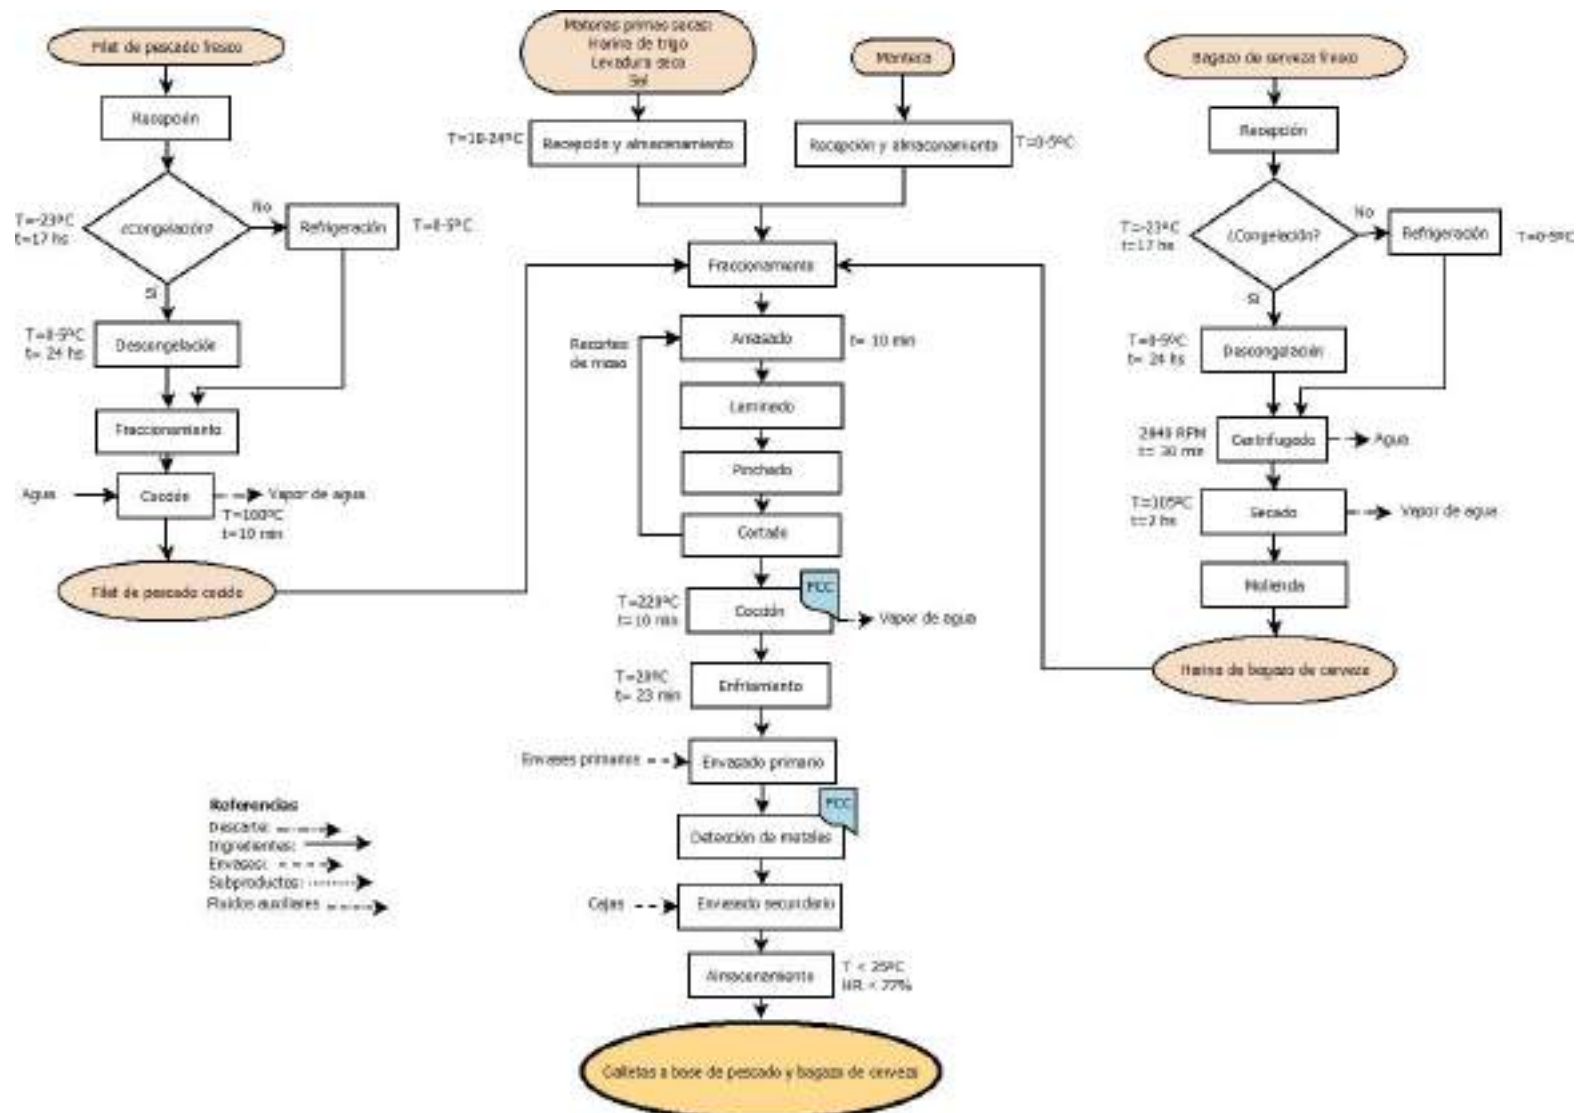 Filet de pescado fresco
Recepción
T=-23ºC
t=17 hs
¿Congelación?
No
Refrigeración
T=0-5ºC
Si
T=0-5ºC
t= 24 hs
Descongelación
Fraccionamiento
Agua
Cocción
Vapor de agua
T=100ºC
t=10 min
Filet de pescado cocido
Materias primas secas:
Harina de trigo
Levadura seca
Sal
Manteca
Recepción y almacenamiento
Recepción y almacenamiento
T=0-5ºC
Fraccionamiento
Recortes
de masa
Amasado
t= 10 min
Laminado
Pinchado
Cortado
PCC
T=220ºC
t=10 min
Cocción
Vapor de agua
T=20ºC
t= 23 min
Enfriamiento
Envases primarios
Envasado primario
PCC
Detección de metales
Cajas
Envasado secundario
Almacenamiento
T < 25ºC
HR < 77%
Galletas a base de pescado y bagazo de cerveza
Bagazo de cerveza fresco
Recepción
T=-23ºC
t=17 hs
¿Congelación?
No
Refrigeración
T=0-5ºC
Si
T=0-5ºC
t= 24 hs
Descongelación
RPM
t= 30 min
Centrifugado
Agua
T=105ºC
t=2 hs
Secado
Vapor de agua
Molienda
Harina de bagazo de cerveza
Referencias
Descarte:
Ingredientes:
Envases:
Subproductos:
Fluidos auxiliares